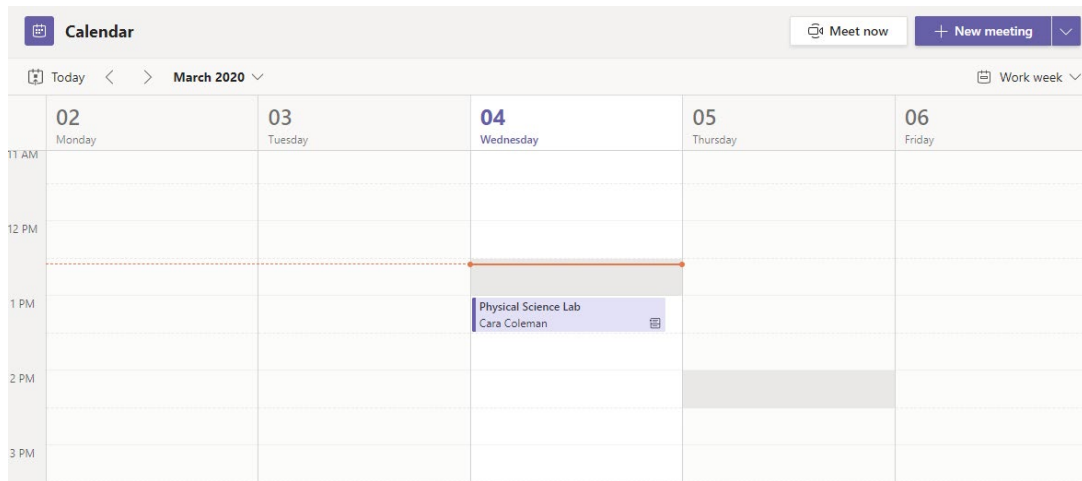 Calendar
Meet now
New meeting
Today
March 2020
Work week
02
Monday
03
Tuesday
04
Wednesday
05
Thursday
06
Friday
11 AM
12 PM
1 PM
Physical Science Lab
Cara Coleman
2 PM
3 PM